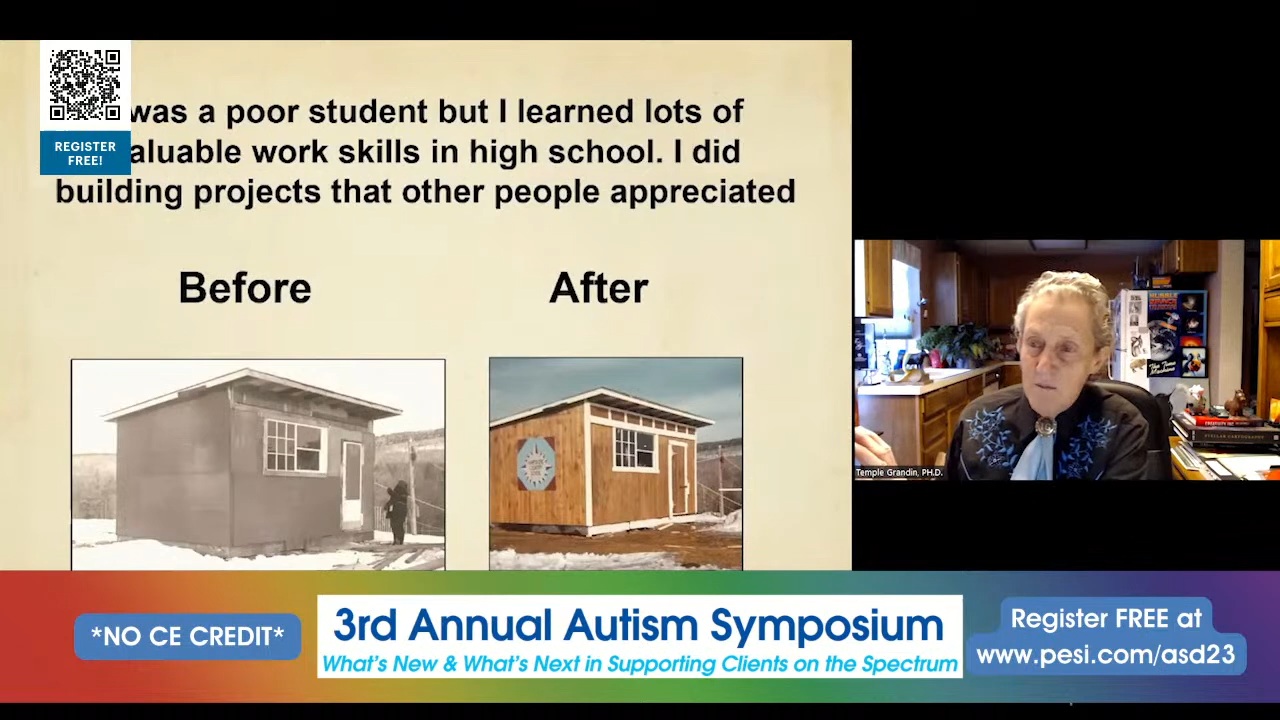 REGISTER
FREE!
was a poor student but I learned lots of
aluable work skills in high school. I did
building projects that other people appreciated
Before
After
Temple Grandin, PH.D.
*NO CE CREDIT*
3rd Annual Autism Symposium
What's New & What's Next in Supporting Clients on the Spectrum
Register FREE at
www.pesi.com/asd23